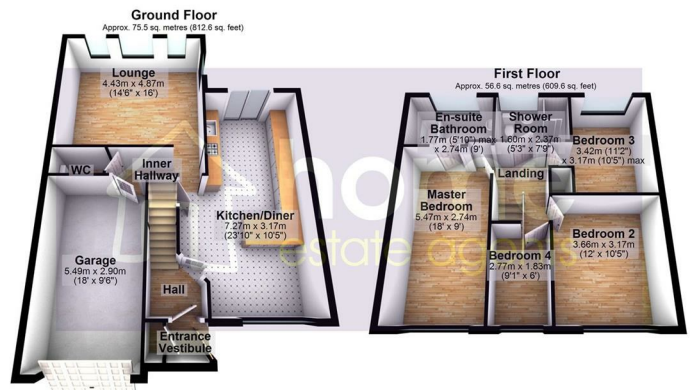 Ground Floor
Approx. 75.5 sq. metres (812.6 sq. feet)
Lounge
4.43m x 4.87m
(14'6" x 16')
WC
Inner
Hallway
Kitchen/Diner
7.27m x 3.17m
(23'10" x 10'5")
Garage
5.49m x 2.90m
(18' x 9'6")
Hall
Entrance
Vestibule
First Floor
Approx. 56.6 sq. metres (609.6 sq. feet)
En-suite
Bathroom
1.77m (5'10") max
x 2.74m (9')
Shower
Room
1.60m x 2.37m
(5'3" x 7'9")
Bedroom 3
3.42m (11'2")
x 3.17m (10'5") max
Landing
Master
Bedroom
5.47m x 2.74m
(18' x 9')
Bedroom 2
3.66m x 3.17m
(12' x 10'5")
Bedroom 4
2.77m x 1.83m
(9'1" x 6')
estate agents